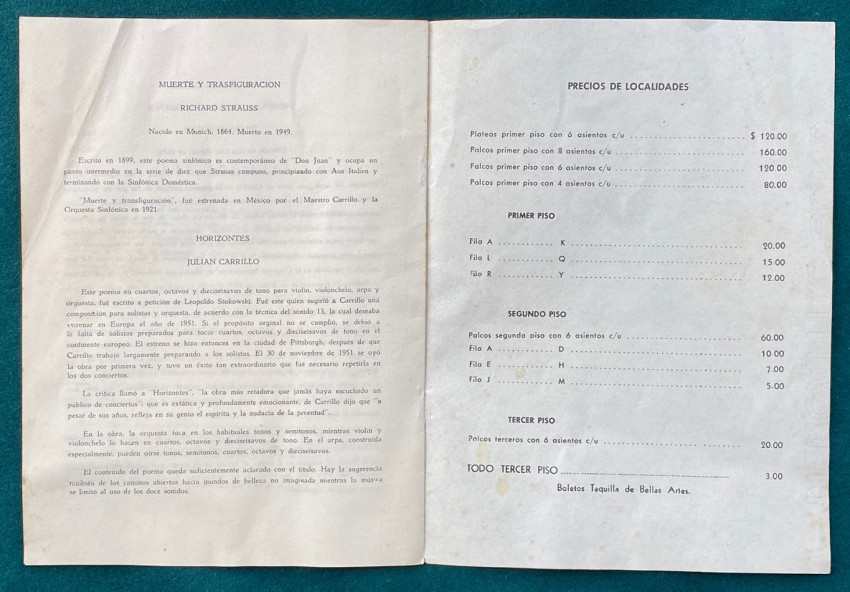 MUERTE Y TRASFIGURACION
RICHARD STRAUSS
Nacido en Munich, 1864. Muerto en 1949.
Escrito en 1899, este poema sinfónico es contemporáneo de "Don Juan" y ocupa un
punto intermedio en la serie de diez que Strauss compuso, principiando con Aus Italien y
terminando con la Sinfónica Doméstica.
"Muerte y transfiguración", fué estrenada en México por el Maestro Carrillo y la
Orquesta Sinfónica en 1921.
HORIZONTES
JULIAN CARRILLO
Este poema en cuartos, octavos y dieciseisavos de tono para violín, violonchelo, arpa y
orquesta, fué escrito a petición de Leopoldo Stokowski. Fué este quien sugirió a Carrillo una
composición para solistas y orquesta, de acuerdo con la técnica del sonido 13, la cual deseaba
estrenar en Europa el año de 1951. Si el propósito original no se cumplió, se debió a
la falta de solistas preparados para tocar cuartos, octavos y dieciseisavos de tono en el
continente europeo. El estreno se hizo entonces en la ciudad de Pittsburgh, después de que
Carrillo trabajó largamente preparando a los solistas. El 30 de noviembre de 1951 se oyó
la obra por primera vez, y tuvo un éxito tan extraordinario que fué necesario repetirla en
los dos conciertos.
La crítica llamó a "Horizontes", "la obra más retadora que jamás haya escuchado un
público de conciertos"; que es extática y profundamente emocionante, de Carrillo dijo que "a
pesar de sus años, refleja en su genio el espíritu y la audacia de la juventud".
En la obra, la orquesta toca en los habituales tonos y semitonos, mientras violín y
violonchelo lo hacen en cuartos, octavos y dieciseisavos de tono. En el arpa, construída
especialmente, pueden oirse tonos, semitonos, cuartos, octavos y dieciseisavos.
El contenido del poema queda suficientemente aclarado con el título. Hay la sugerencia
también de los caminos abiertos hacia mundos de belleza no imaginada mientras la música
se limitó al uso de los doce sonidos.
PRECIOS DE LOCALIDADES
Plateas primer piso con 6 asientos c/u ........................ $ 120.00
Palcos primer piso con 8 asientos c/u ........................ 160.00
Palcos primer piso con 6 asientos c/u ........................ 120.00
Palcos primer piso con 4 asientos c/u ........................ 80.00
PRIMER PISO
Fila A ............ K ........................ 20.00
Fila L ............ Q ........................ 15.00
Fila R ............ Y ........................ 12.00
SEGUNDO PISO
Palcos segundo piso con 6 asientos c/u ........................ 60.00
Fila A ............ D ........................ 10.00
Fila E ............ H ........................ 7.00
Fila J ............ M ........................ 5.00
TERCER PISO
Palcos terceros con 6 asientos c/u ........................ 20.00
TODO TERCER PISO ........................ 3.00
Boletos Taquilla de Bellas Artes.